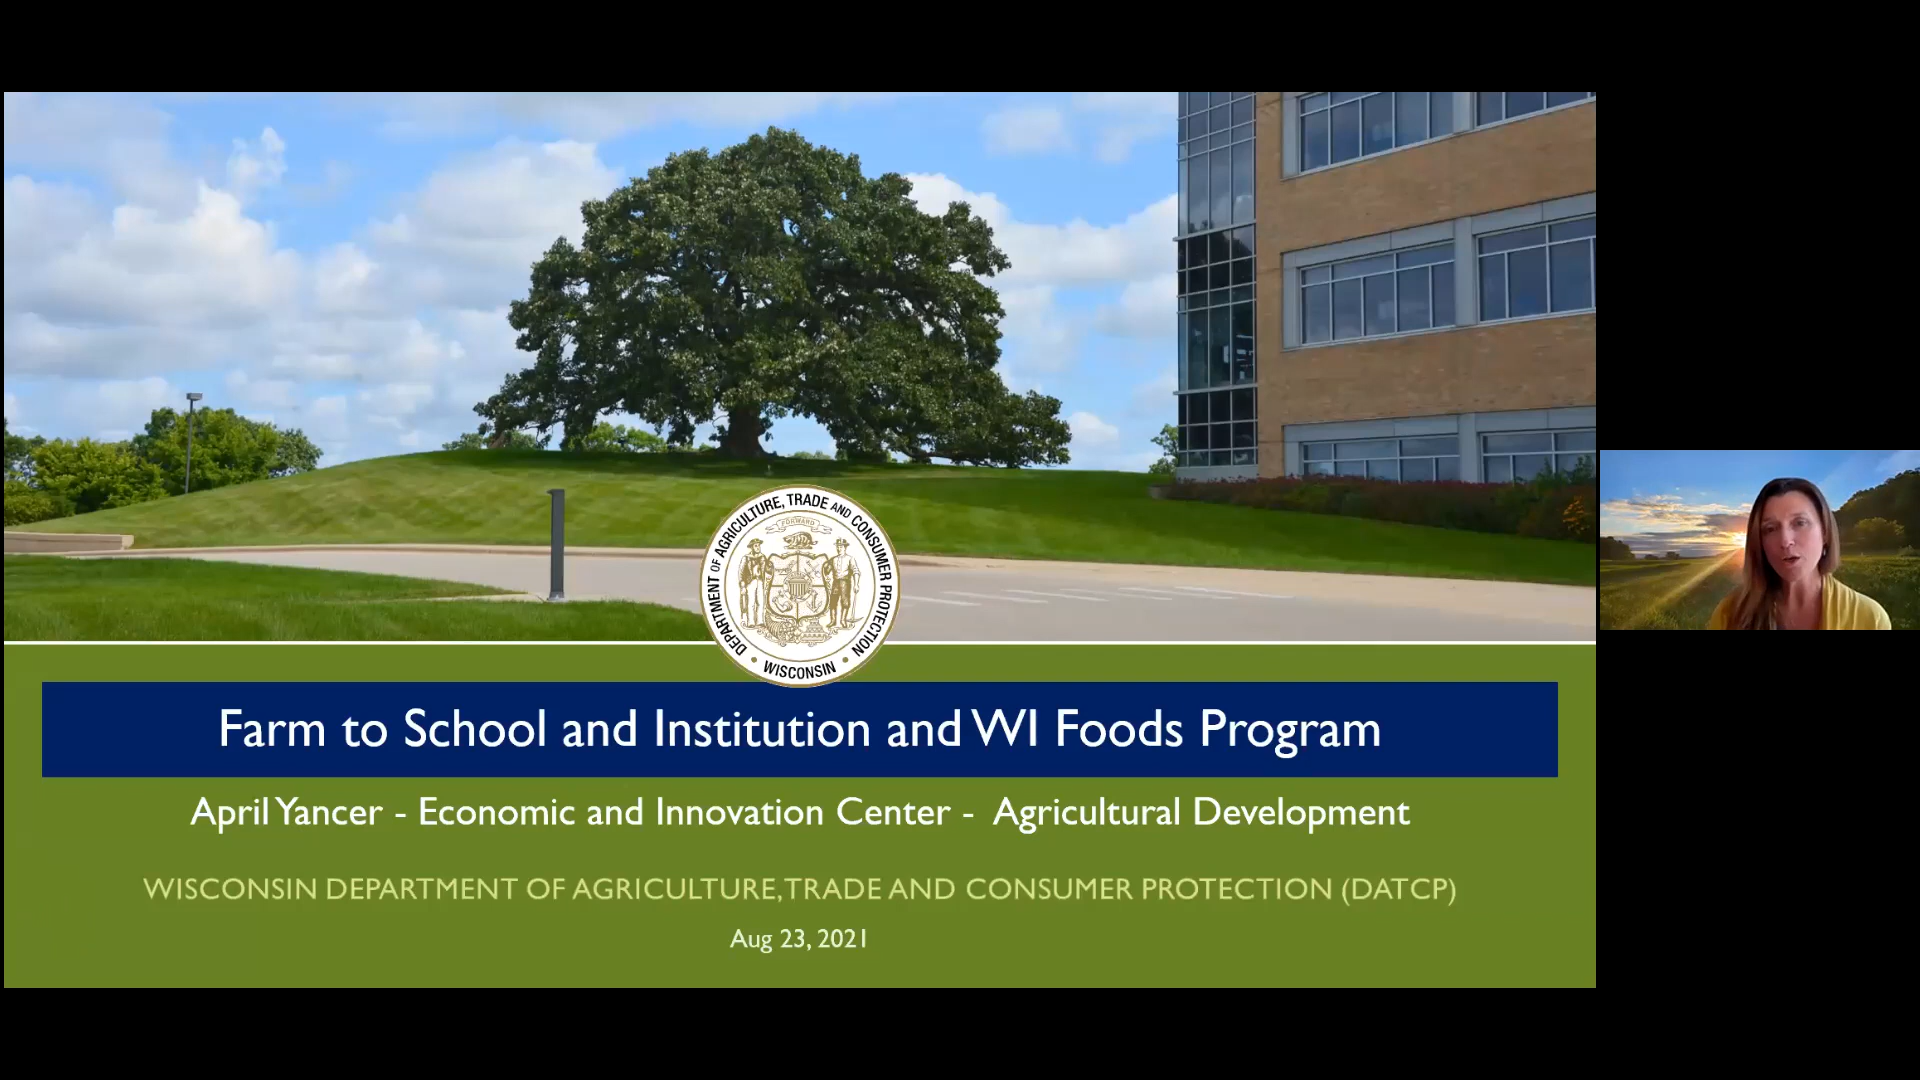 FORWARD
DEPARTMENT OF AGRICULTURE, TRADE AND CONSUMER PROTECTION
• WISCONSIN •
Farm to School and Institution and WI Foods Program
April Yancer - Economic and Innovation Center - Agricultural Development
WISCONSIN DEPARTMENT OF AGRICULTURE, TRADE AND CONSUMER PROTECTION (DATCP)
Aug 23, 2021